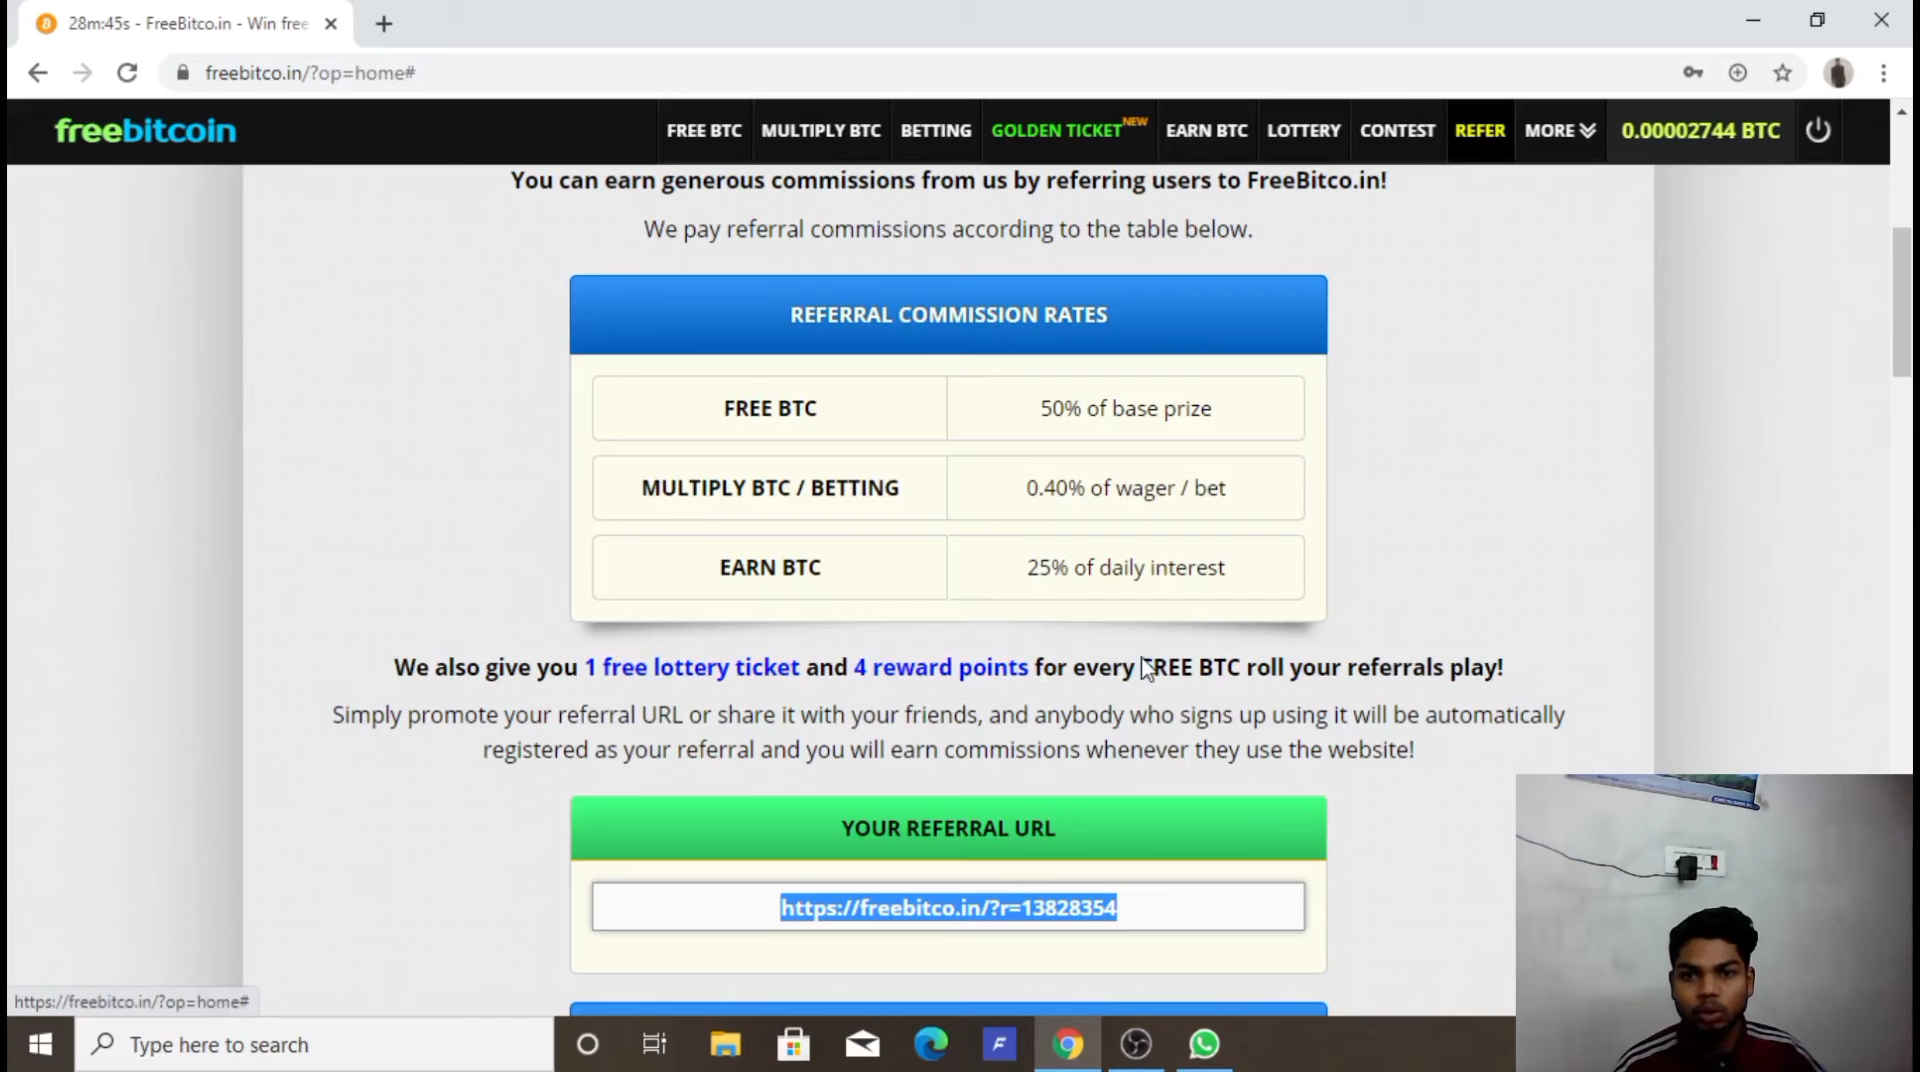 28m:45s - FreeBitco.in - Win free
freebitco.in/?op=home#
freebitcoin
FREE BTC
MULTIPLY BTC
BETTING
GOLDEN TICKET NEW
EARN BTC
LOTTERY
CONTEST
REFER
MORE
0.00002744 BTC
You can earn generous commissions from us by referring users to FreeBitco.in!
We pay referral commissions according to the table below.
REFERRAL COMMISSION RATES
FREE BTC 50% of base prize
MULTIPLY BTC / BETTING 0.40% of wager / bet
EARN BTC 25% of daily interest
We also give you 1 free lottery ticket and 4 reward points for every FREE BTC roll your referrals play!
Simply promote your referral URL or share it with your friends, and anybody who signs up using it will be automatically
registered as your referral and you will earn commissions whenever they use the website!
YOUR REFERRAL URL
https://freebitco.in/?r=13828354
https://freebitco.in/?op=home#
Type here to search